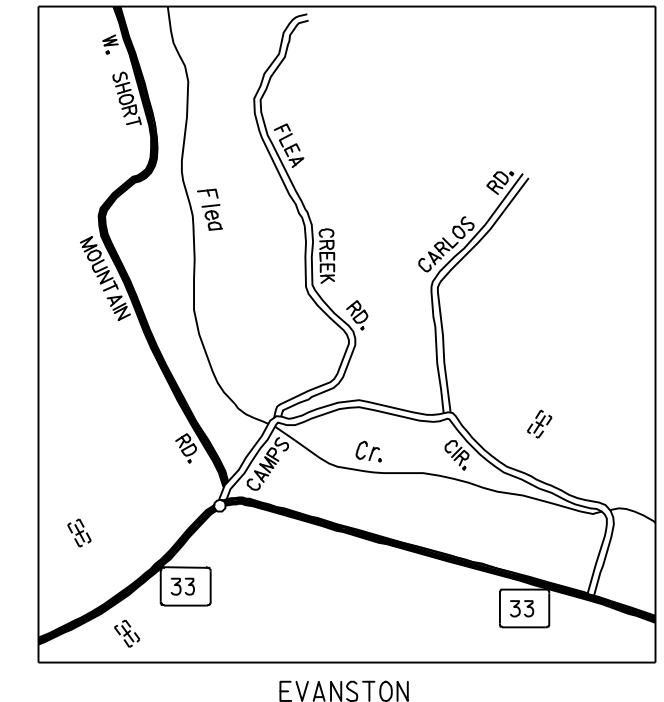 W. SHORT
MOUNTAIN
RD.
Flea
Cr.
FLEA
CREEK
RD.
CARLOS
RD.
CAMPS
CIR.
33
33
EVANSTON